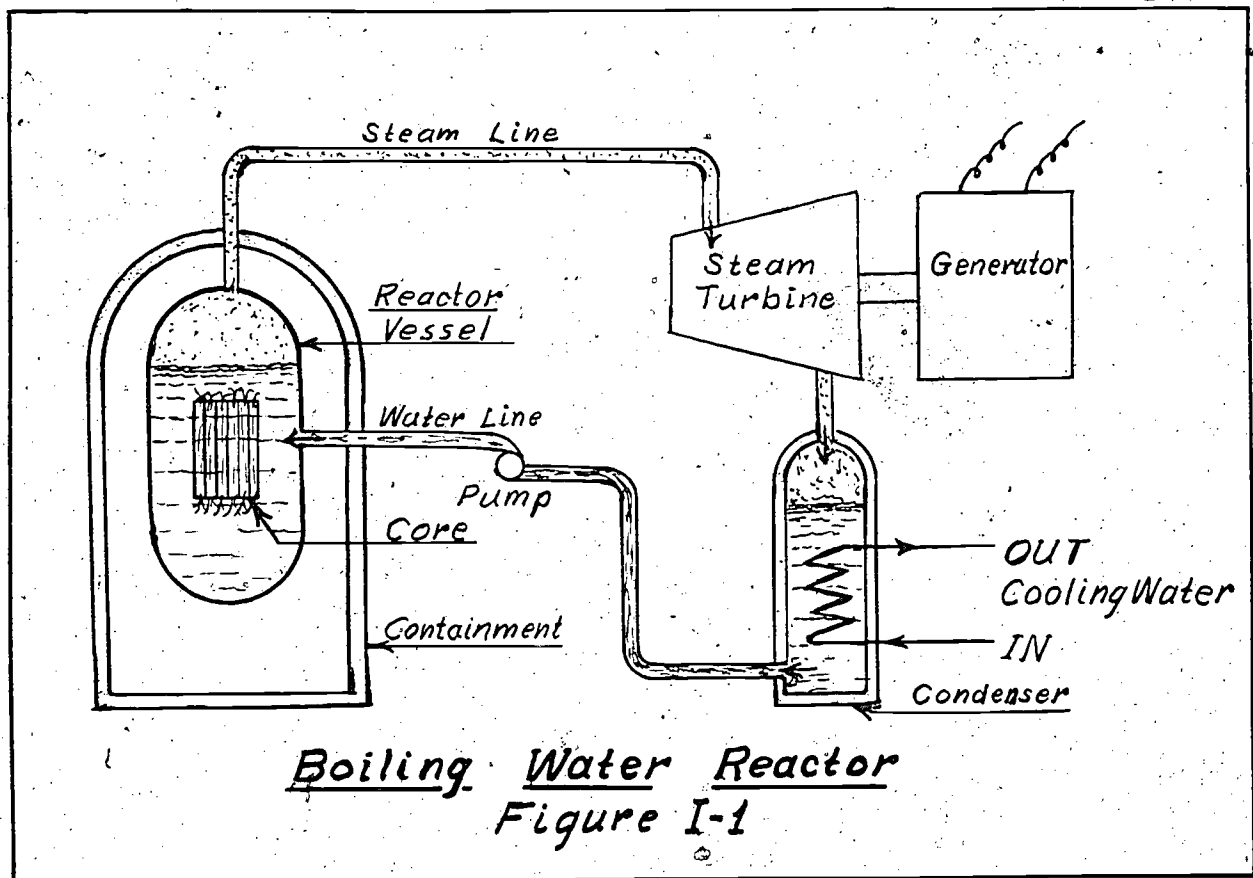 Steam Line
Steam
Turbine
Generator
Reactor
Vessel
Water Line
Pump
Core
OUT
Cooling Water
IN
Containment
Condenser
Boiling Water Reactor
Figure I-1